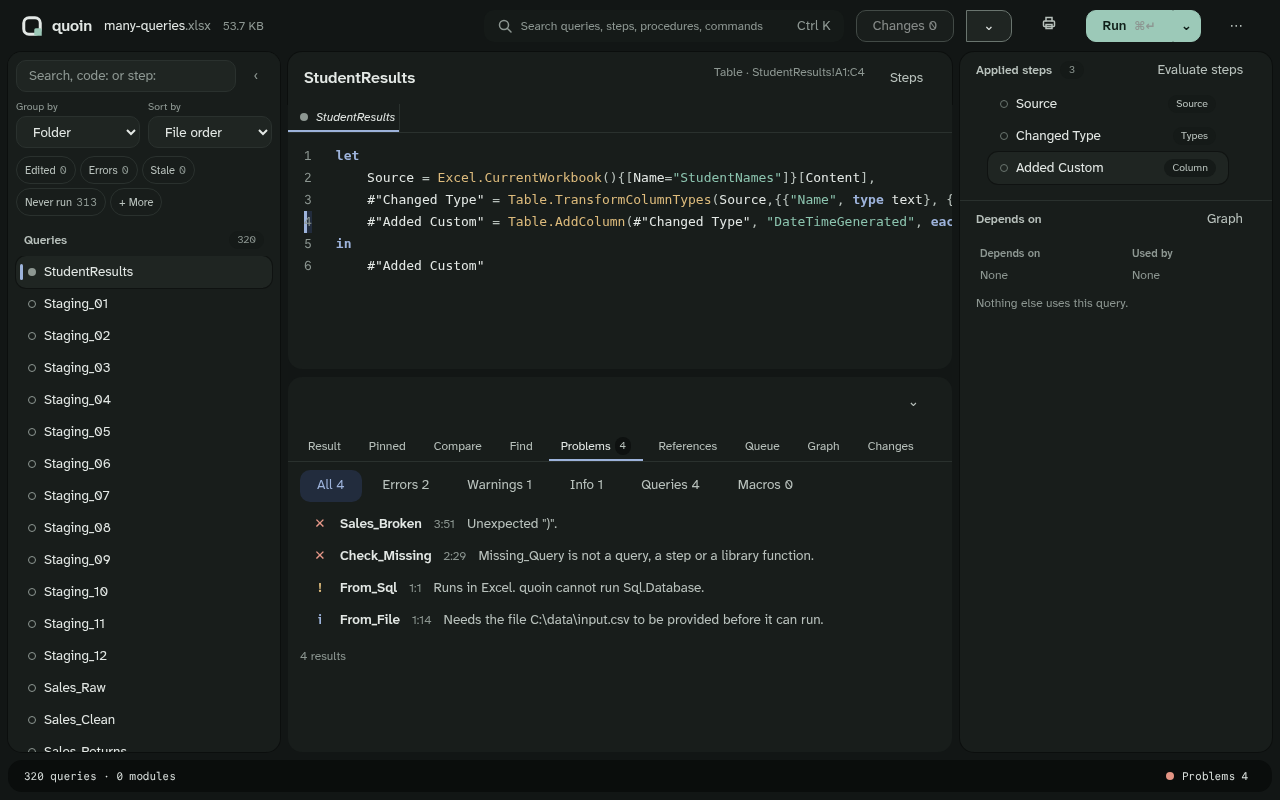 quoin many-queries.xlsx 53.7 KB Search queries, steps, procedures, commands Ctrl K Changes 0 Run ⌘↵
Search, code: or step:
Group by Sort by
Folder File order
Edited 0 Errors 0 Stale 0
Never run 313 + More
Queries 320
StudentResults
Staging_01
Staging_02
Staging_03
Staging_04
Staging_05
Staging_06
Staging_07
Staging_08
Staging_09
Staging_10
Staging_11
Staging_12
Sales_Raw
Sales_Clean
Sales_Returns
StudentResults Table · StudentResults!A1:C4 Steps
StudentResults
1 let
2 Source = Excel.CurrentWorkbook(){[Name="StudentNames"]}[Content],
3 #"Changed Type" = Table.TransformColumnTypes(Source,{{"Name", type text}, {
4 #"Added Custom" = Table.AddColumn(#"Changed Type", "DateTimeGenerated", eac
5 in
6 #"Added Custom"
Result Pinned Compare Find Problems 4 References Queue Graph Changes
All 4 Errors 2 Warnings 1 Info 1 Queries 4 Macros 0
✕ Sales_Broken 3:51 Unexpected ")".
✕ Check_Missing 2:29 Missing_Query is not a query, a step or a library function.
! From_Sql 1:1 Runs in Excel. quoin cannot run Sql.Database.
i From_File 1:14 Needs the file C:\data\input.csv to be provided before it can run.
4 results
Applied steps 3 Evaluate steps
Source Source
Changed Type Types
Added Custom Column
Depends on Graph
Depends on Used by
None None
Nothing else uses this query.
320 queries · 0 modules Problems 4